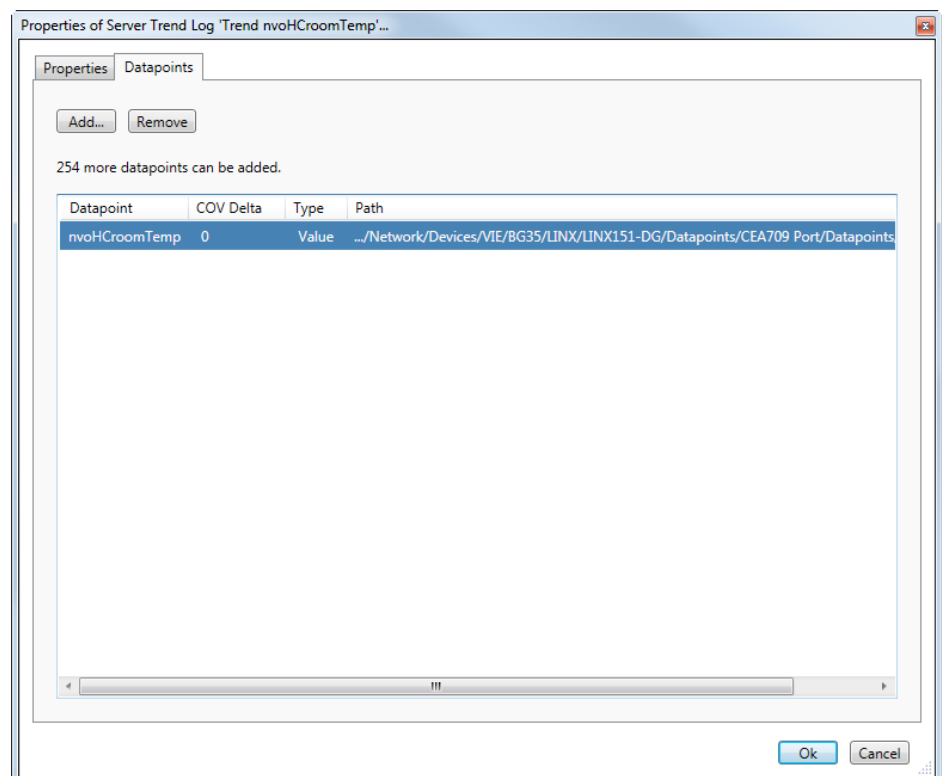 Properties of Server Trend Log 'Trend nvoHCroomTemp'...
Properties Datapoints
Add... Remove
254 more datapoints can be added.
Datapoint COV Delta Type Path
nvoHCroomTemp 0 Value .../Network/Devices/VIE/BG35/LINX/LINX151-DG/Datapoints/CEA709 Port/Datapoints/
Ok Cancel